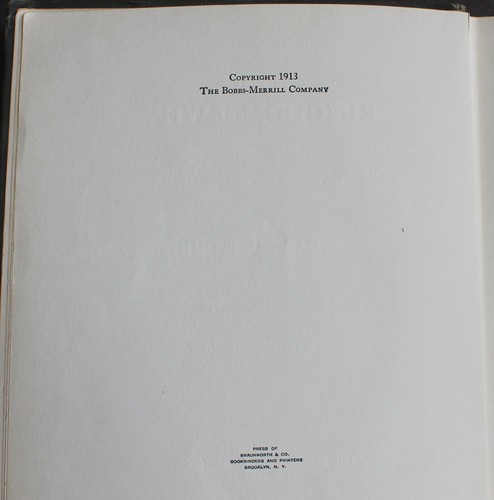 Copyright 1913
The Bobbs-Merrill Company
PRESS OF
BRAUNWORTH & CO.
BOOKBINDERS AND PRINTERS
BROOKLYN, N. Y.